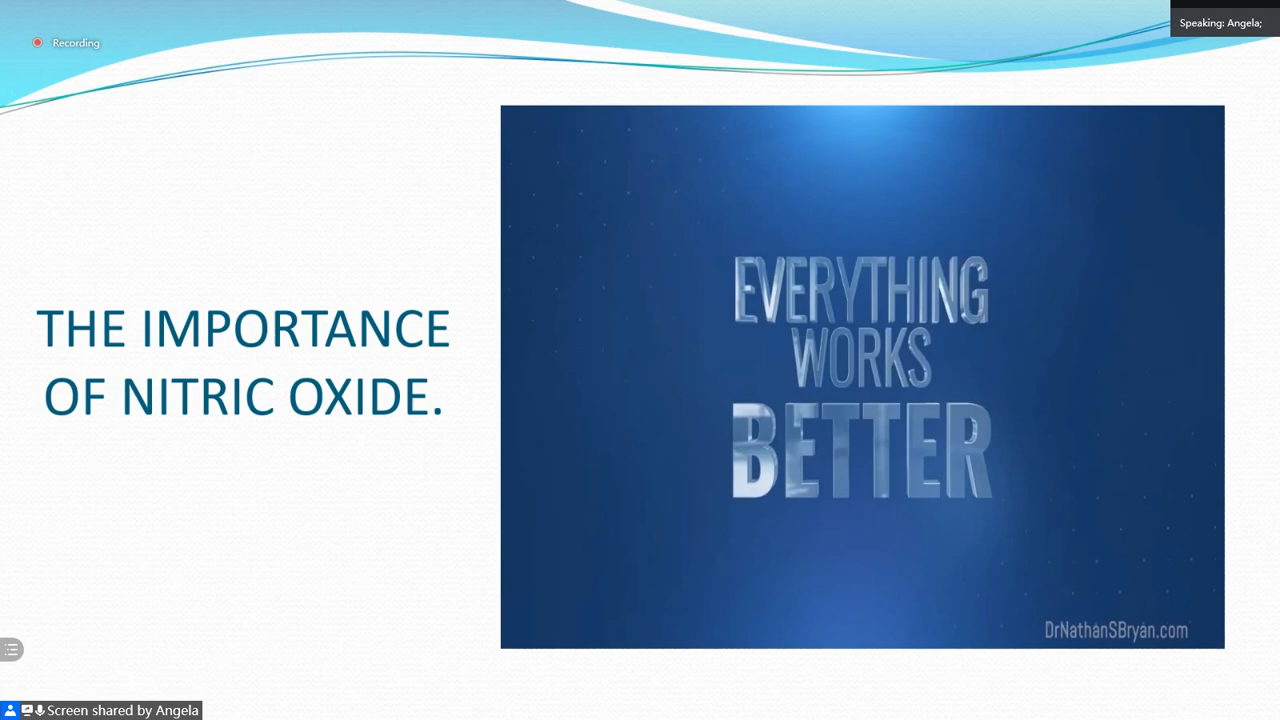 Recording
Speaking: Angela;
THE IMPORTANCE
OF NITRIC OXIDE.
EVERYTHING
WORKS
BETTER
DrNathanSBryan.com
Screen shared by Angela